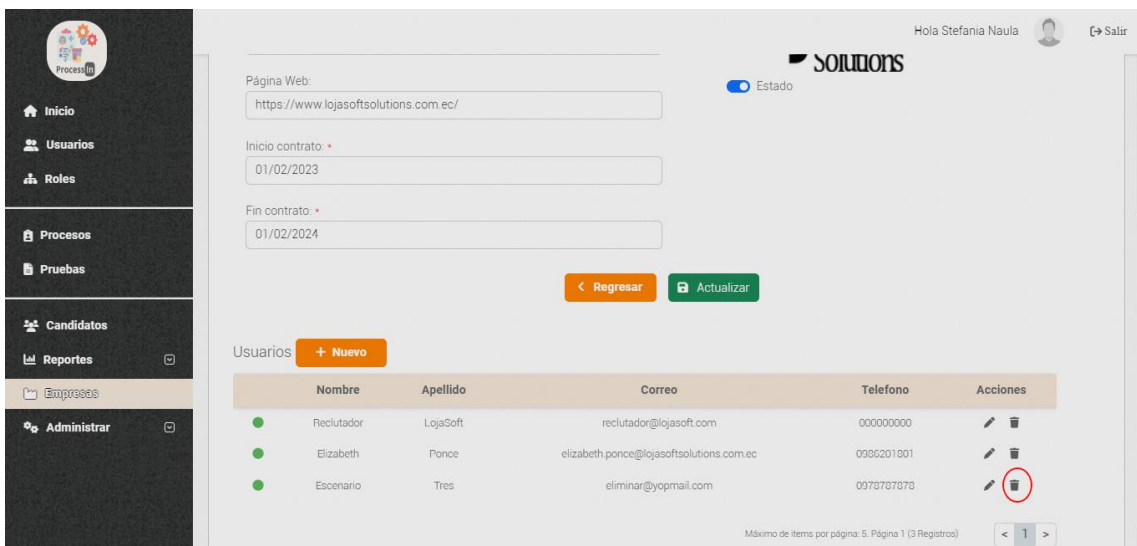 Hola Stefania Naula
Salir
Process In
Solutions
Página Web:
https://www.lojasoftsolutions.com.ec/
Estado
Inicio
Usuarios
Roles
Inicio contrato: *
01/02/2023
Fin contrato: *
01/02/2024
Procesos
Pruebas
< Regresar
Actualizar
Candidatos
Reportes
Empresas
Administrar
Usuarios + Nuevo
Nombre Apellido Correo Telefono Acciones
Reclutador LojaSoft reclutador@lojasoft.com 000000000
Elizabeth Ponce elizabeth.ponce@lojasoftsolutions.com.ec 0986201801
Escenario Tres eliminar@yopmail.com 0978787878
Máximo de items por página: 5. Página 1 (3 Registros) < 1 >